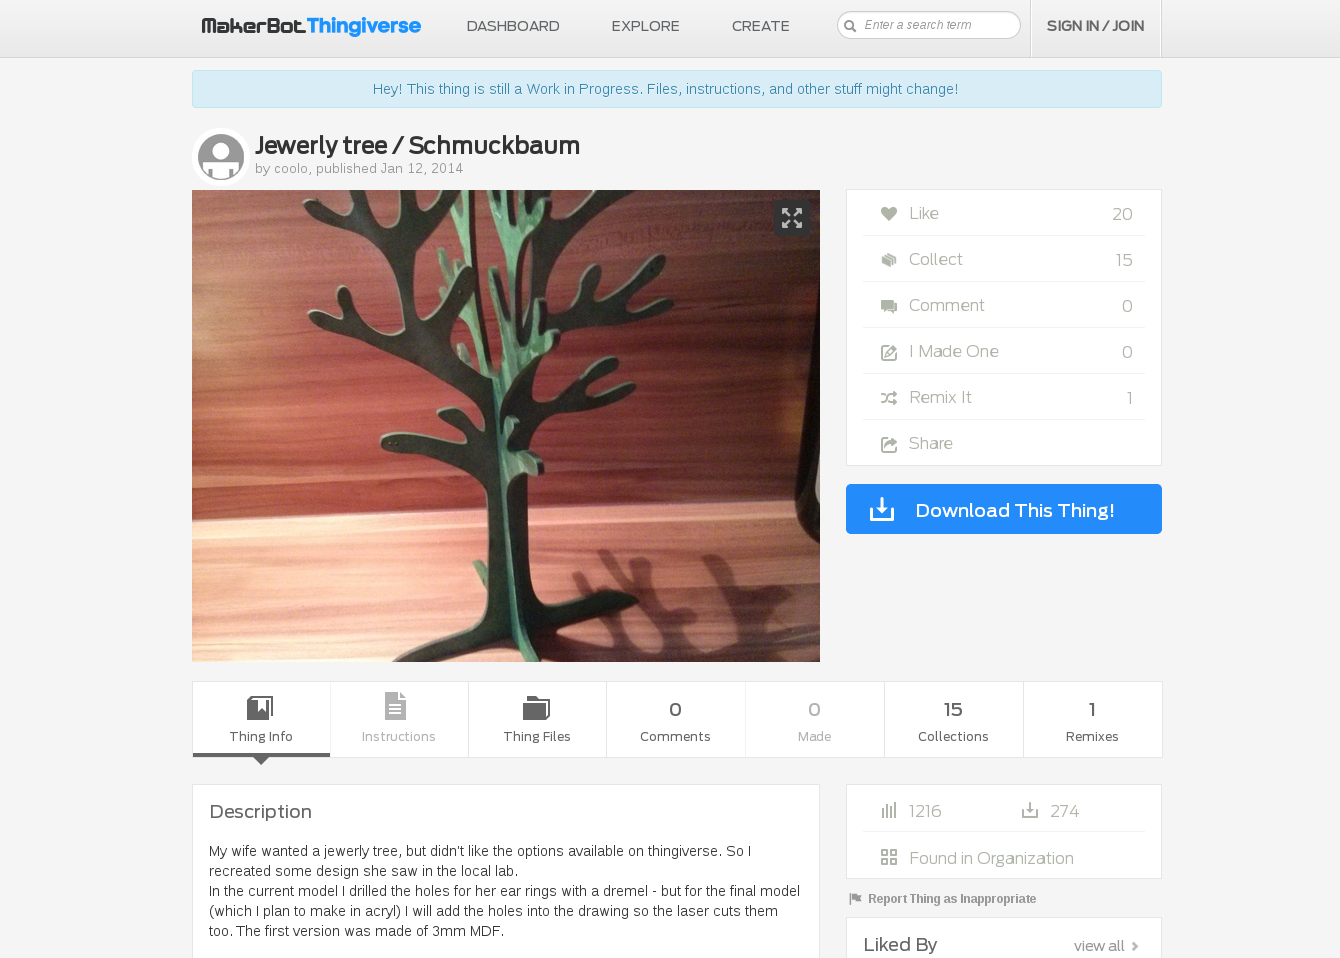 MakerBot Thingiverse
DASHBOARD
EXPLORE
CREATE
Enter a search term
SIGN IN / JOIN
Hey! This thing is still a Work in Progress. Files, instructions, and other stuff might change!
Jewerly tree / Schmuckbaum
by coolo, published Jan 12, 2014
Like 20
Collect 15
Comment 0
I Made One 0
Remix It 1
Share
Download This Thing!
Thing Info
Instructions
Thing Files
0
Comments
0
Made
15
Collections
1
Remixes
Description
My wife wanted a jewerly tree, but didn't like the options available on thingiverse. So I
recreated some design she saw in the local lab.
In the current model I drilled the holes for her ear rings with a dremel - but for the final model
(which I plan to make in acryl) I will add the holes into the drawing so the laser cuts them
too. The first version was made of 3mm MDF.
1216 274
Found in Organization
Report Thing as Inappropriate
Liked By view all